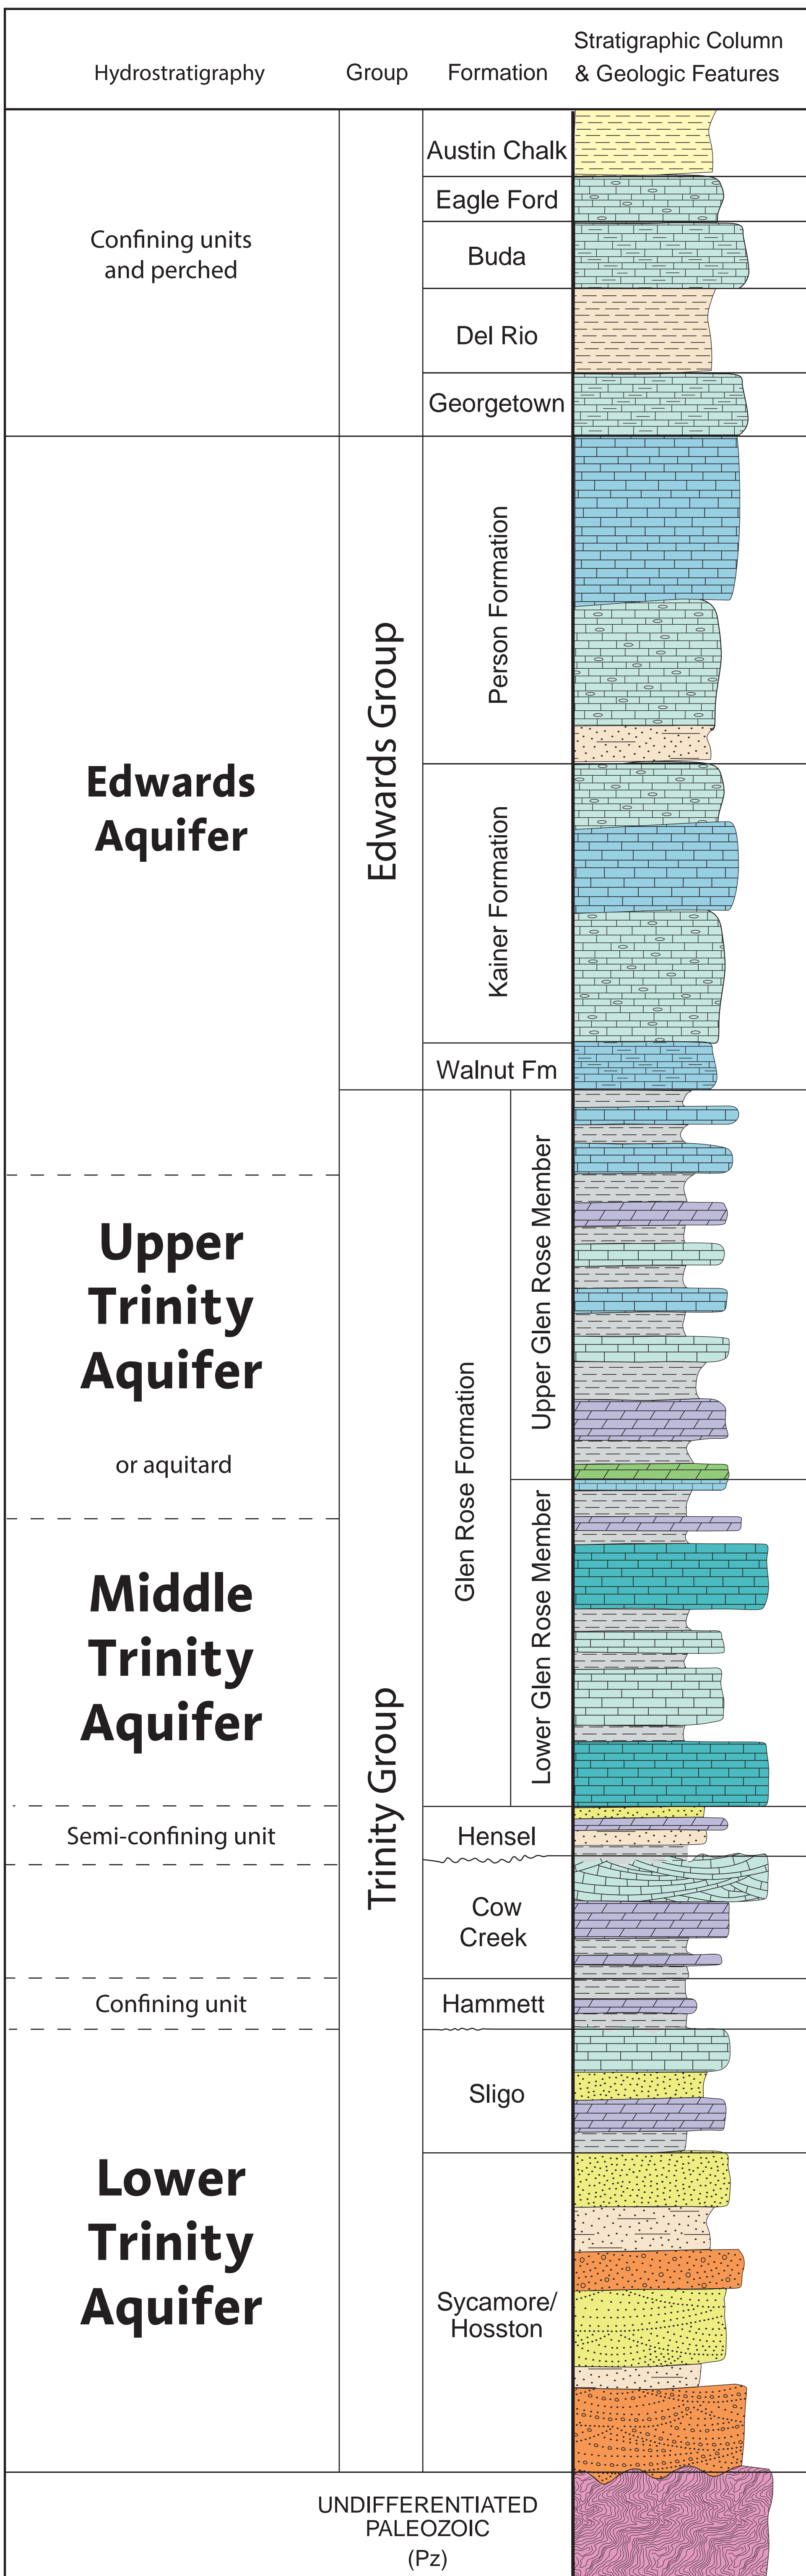 Hydrostratigraphy
Group
Formation
Stratigraphic Column
& Geologic Features
Confining units
and perched
Austin Chalk
Eagle Ford
Buda
Del Rio
Georgetown
Edwards
Aquifer
Edwards Group
Person Formation
Kainer Formation
Walnut Fm
Upper
Trinity
Aquifer
or aquitard
Middle
Trinity
Aquifer
Semi-confining unit
Confining unit
Lower
Trinity
Aquifer
Trinity Group
Glen Rose Formation
Upper Glen Rose Member
Lower Glen Rose Member
Hensel
Cow
Creek
Hammett
Sligo
Sycamore/
Hosston
UNDIFFERENTIATED
PALEOZOIC
(Pz)